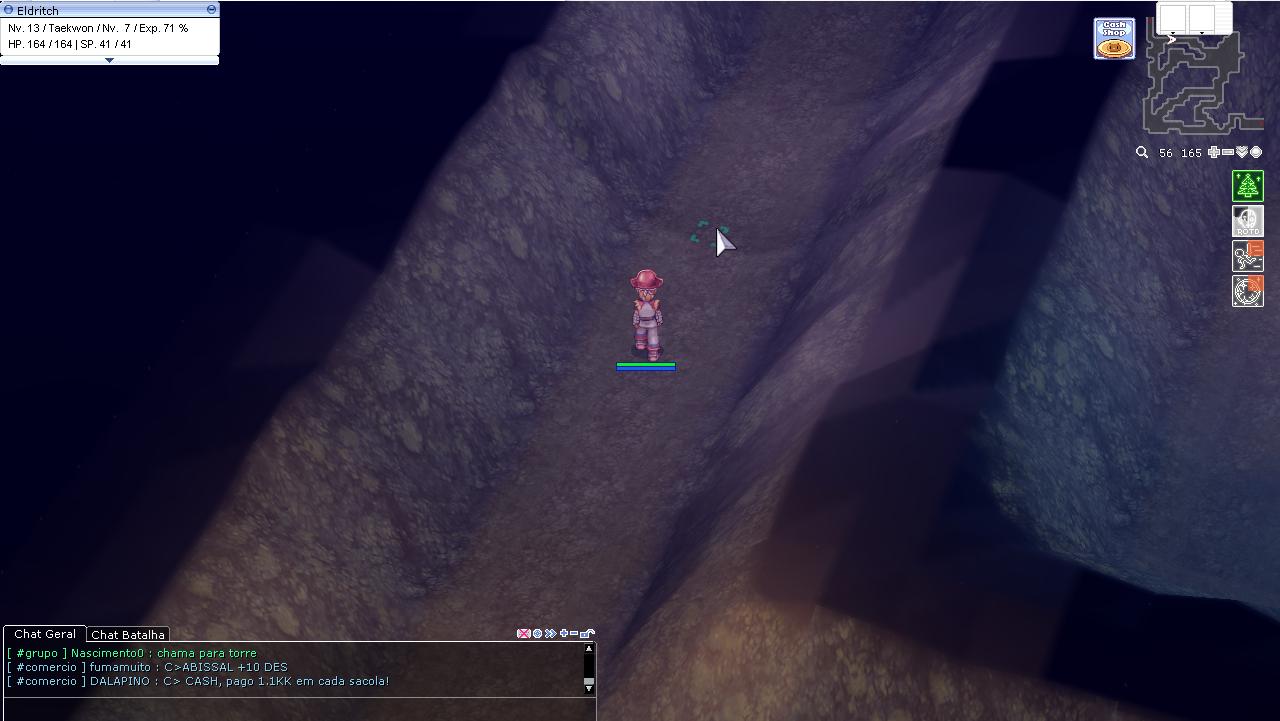 Eldritch
Nv. 13 / Taekwon / Nv. 7 / Exp. 71 %
HP. 164 / 164 | SP. 41 / 41
Cash
Shop
56 165
ROTD
Chat Geral
Chat Batalha
[ #grupo ] Nascimento0 : chama para torre
[ #comercio ] fumamuito : C>ABISSAL +10 DES
[ #comercio ] DALAPINO : C> CASH, pago 1.1KK em cada sacola!